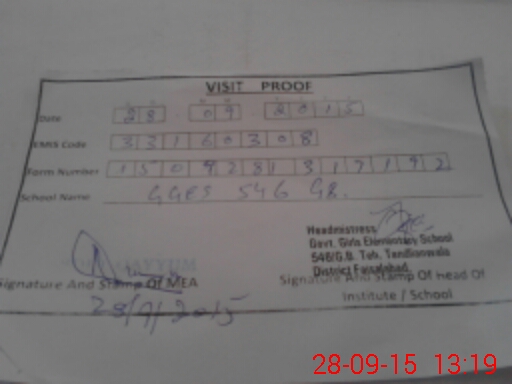 VISIT PROOF
Date 28 09 2015
EMIS Code 33160308
Form Number
School Name GGES 546 GB.
Headmistress
Govt. Girls Elementary School
546/G.B. Teh. Tandlianwala
District Faisalabad.
Signature And Stamp Of MEA
Signature And Stamp Of Head Of
Institute / School
28/9/2015
28-09-15 13:19